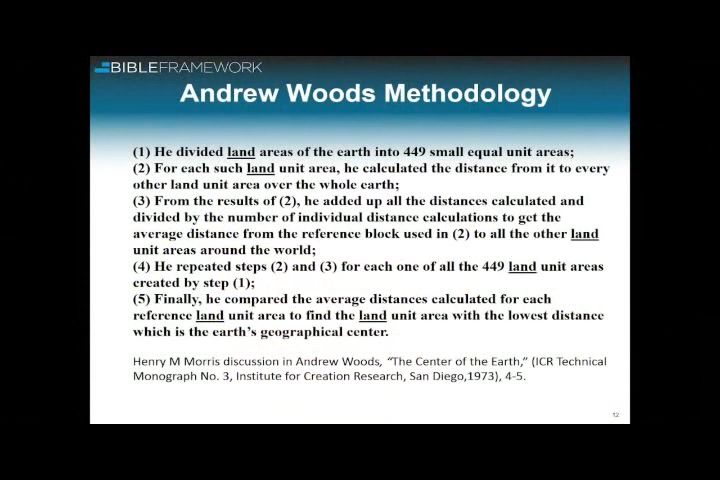 BIBLEFRAMEWORK
Andrew Woods Methodology
(1) He divided land areas of the earth into 449 small equal unit areas;
(2) For each such land unit area, he calculated the distance from it to every
other land unit area over the whole earth;
(3) From the results of (2), he added up all the distances calculated and
divided by the number of individual distance calculations to get the
average distance from the reference block used in (2) to all the other land
unit areas around the world;
(4) He repeated steps (2) and (3) for each one of all the 449 land unit areas
created by step (1);
(5) Finally, he compared the average distances calculated for each
reference land unit area to find the land unit area with the lowest distance
which is the earth's geographical center.
Henry M Morris discussion in Andrew Woods, “The Center of the Earth,” (ICR Technical
Monograph No. 3, Institute for Creation Research, San Diego,1973), 4-5.
12